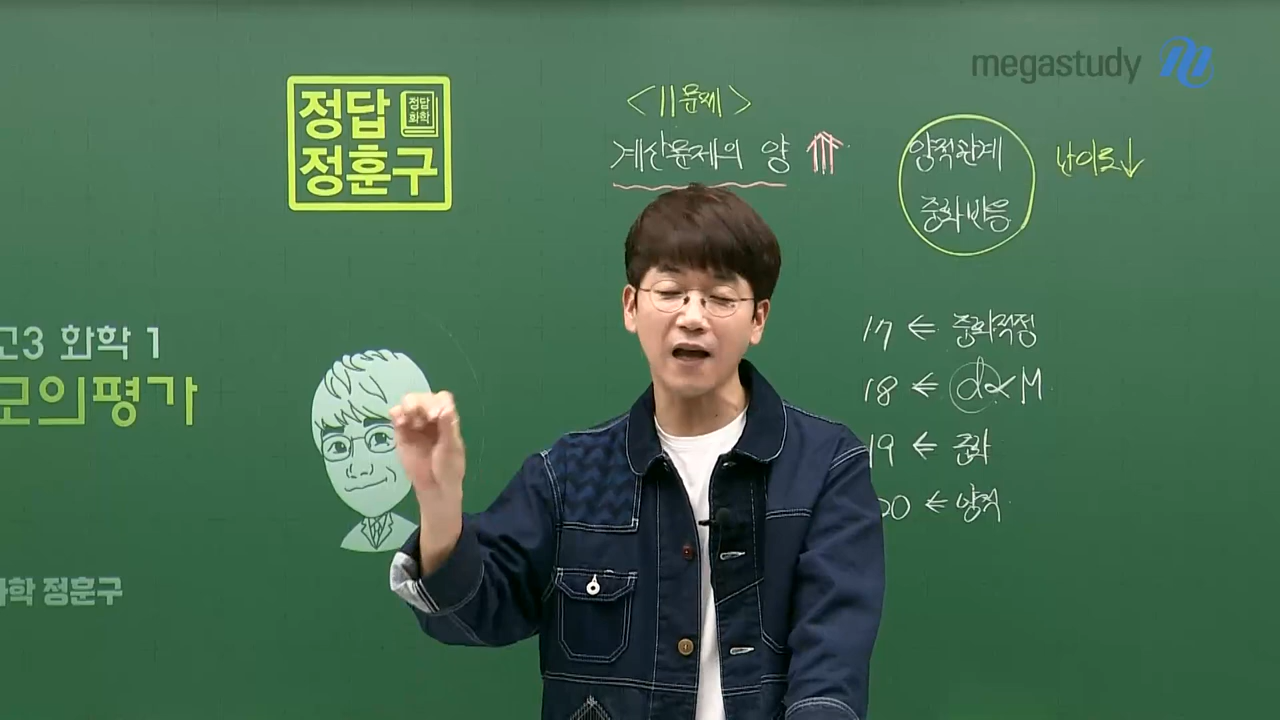 megastudy
정답
정답
화학
정훈구
<11문제>
계산문제의 양 ⇑
양적관계
중화반응
난이도↓
고3 화학 1
모의평가
화학 정훈구
17 ⇐ 중화적정
18 ⇐ d∝M
19 ⇐ 중화
20 ⇐ 양적